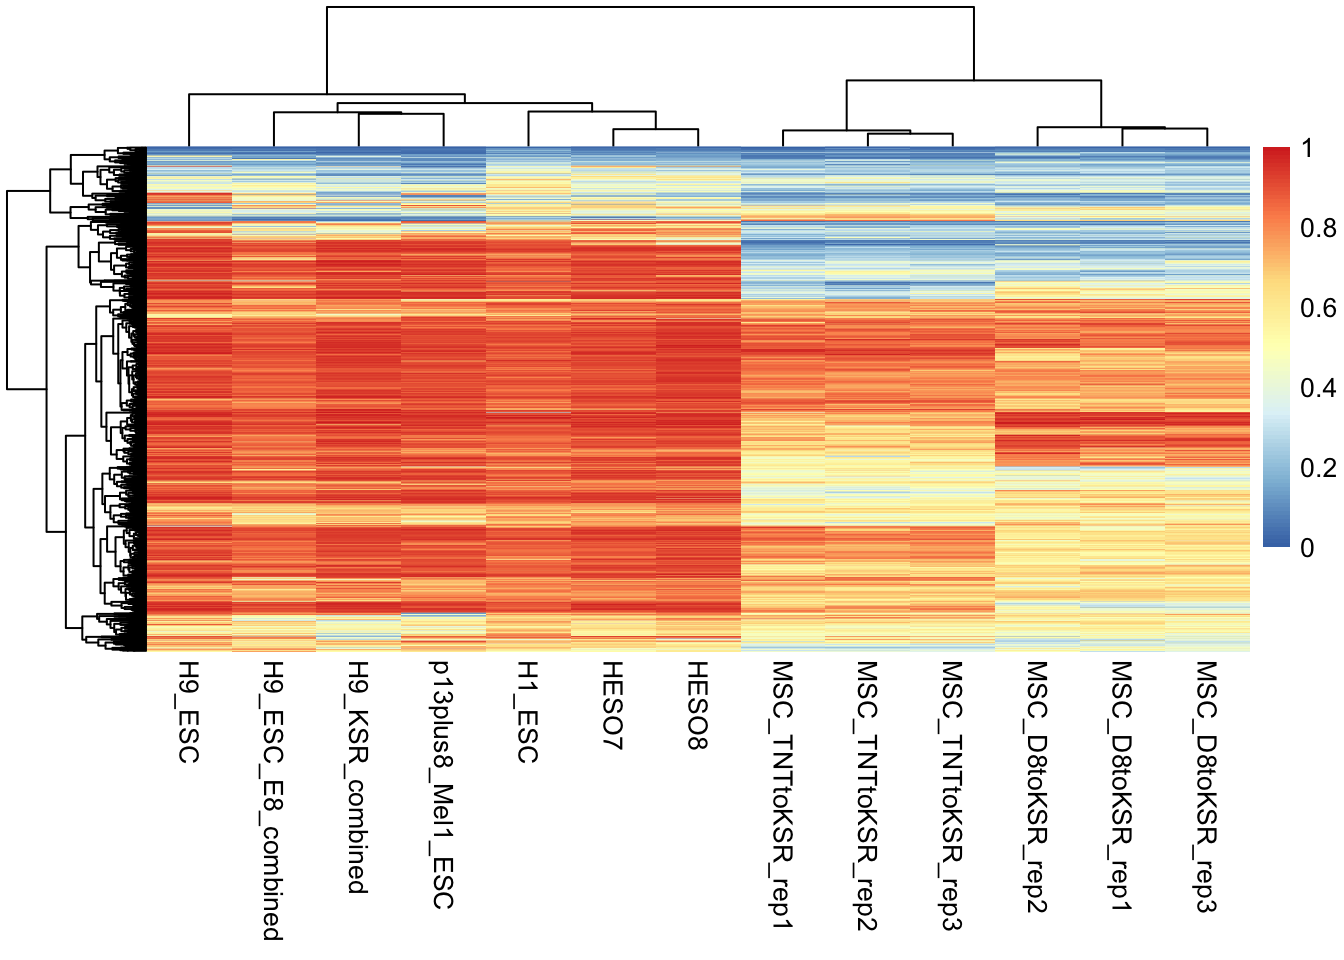 1
0.8
0.6
0.4
0.2
0
H9_ESC
H9_ESC_E8_combined
H9_KSR_combined
p13plus8_Mel1_ESC
H1_ESC
HESO7
HESO8
MSC_TNTtoKSR_rep1
MSC_TNTtoKSR_rep2
MSC_TNTtoKSR_rep3
MSC_D8toKSR_rep2
MSC_D8toKSR_rep1
MSC_D8toKSR_rep3